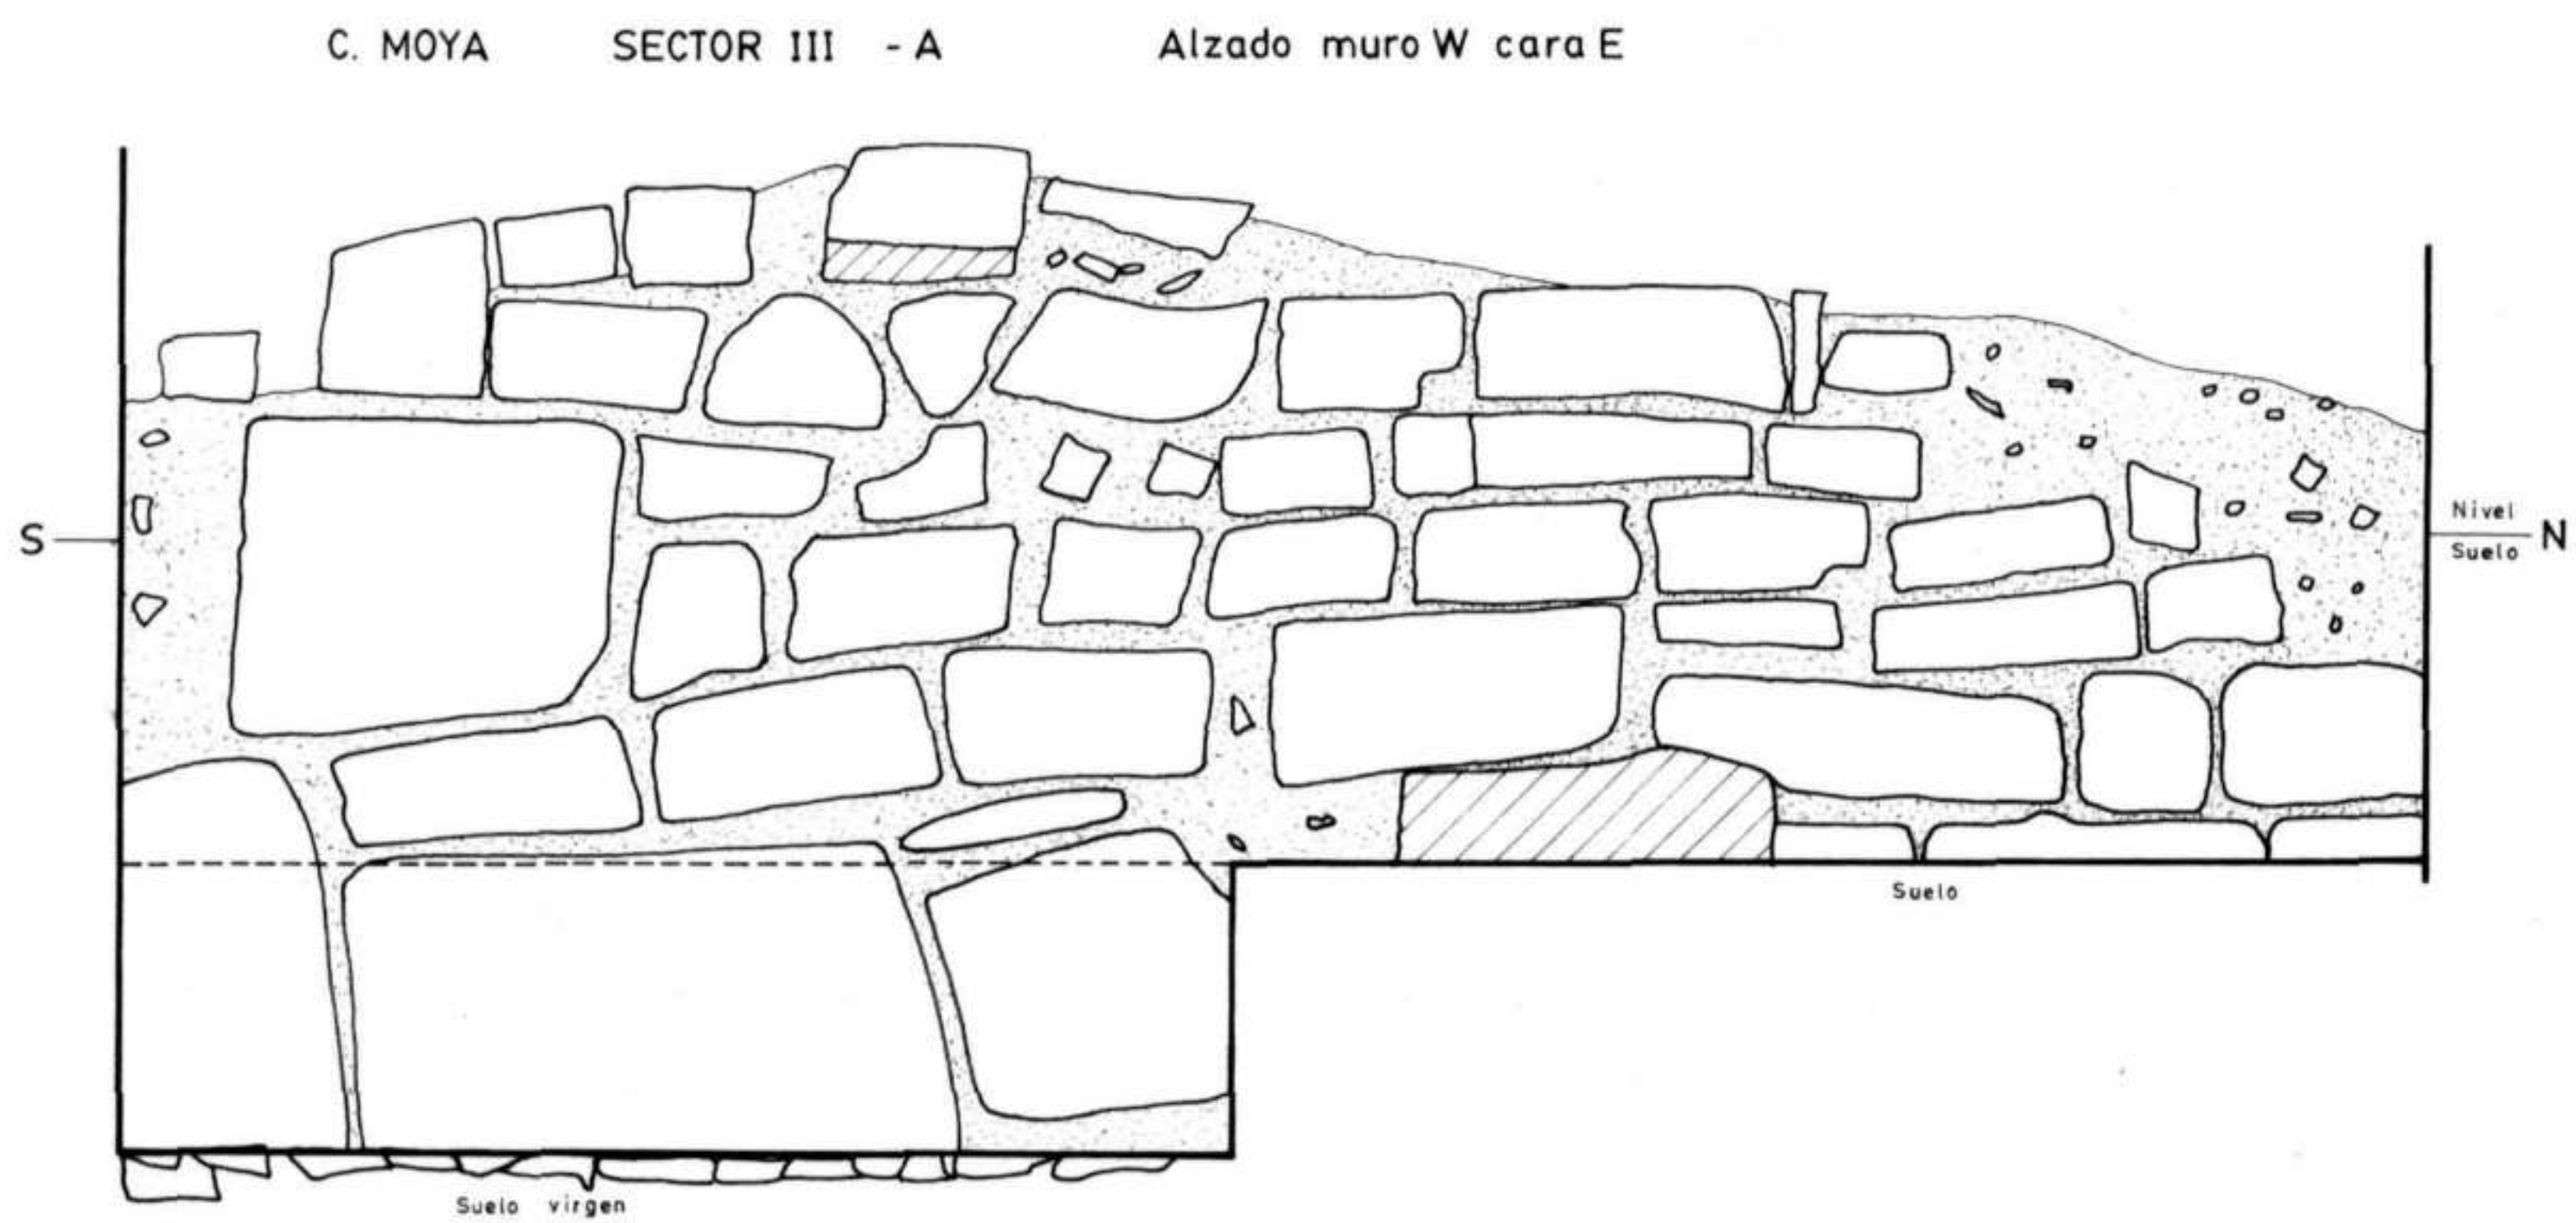 C. MOYA SECTOR III - A Alzado muro W cara E
S
Nivel
Suelo
N
Suelo
Suelo virgen